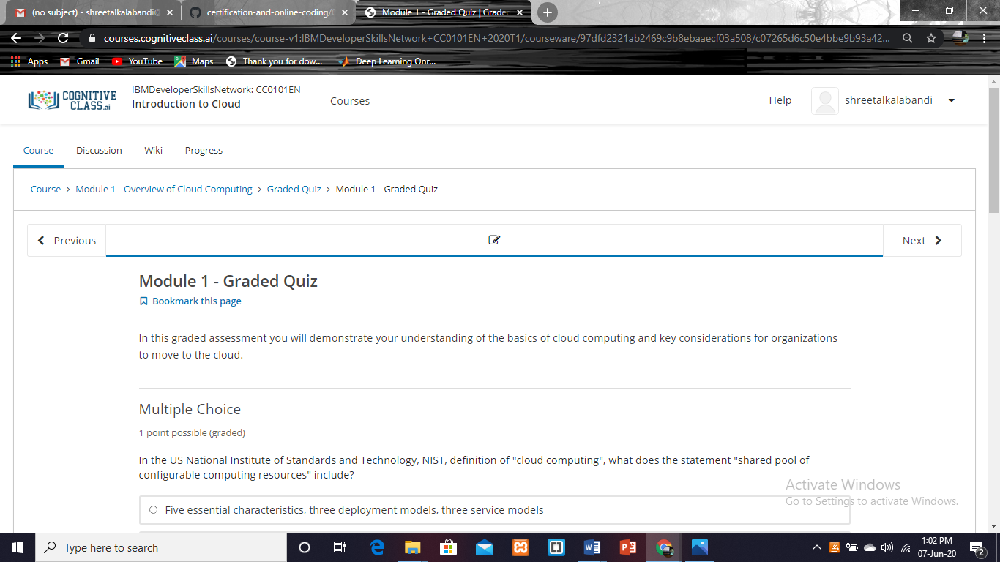 (no subject) - shreetalkalabandi@
certification-and-online-coding/
Module 1 - Graded Quiz | Grade
courses.cognitiveclass.ai/courses/course-v1:IBMDeveloperSkillsNetwork+CC0101EN+2020T1/courseware/97dfd2321ab2469c9b8ebaaecf03a508/c07265d6c50e4bbe9b93a42...
Apps Gmail YouTube Maps Thank you for dow... Deep Learning Onr...
COGNITIVE
CLASS.ai
IBMDeveloperSkillsNetwork: CC0101EN
Introduction to Cloud
Courses
Help
shreetalkalabandi
Course Discussion Wiki Progress
Course > Module 1 - Overview of Cloud Computing > Graded Quiz > Module 1 - Graded Quiz
Previous
Next
Module 1 - Graded Quiz
Bookmark this page
In this graded assessment you will demonstrate your understanding of the basics of cloud computing and key considerations for organizations
to move to the cloud.
Multiple Choice
1 point possible (graded)
In the US National Institute of Standards and Technology, NIST, definition of "cloud computing", what does the statement "shared pool of
configurable computing resources" include?
Five essential characteristics, three deployment models, three service models
Activate Windows
Go to Settings to activate Windows.
Type here to search
1:02 PM
07-Jun-20
2